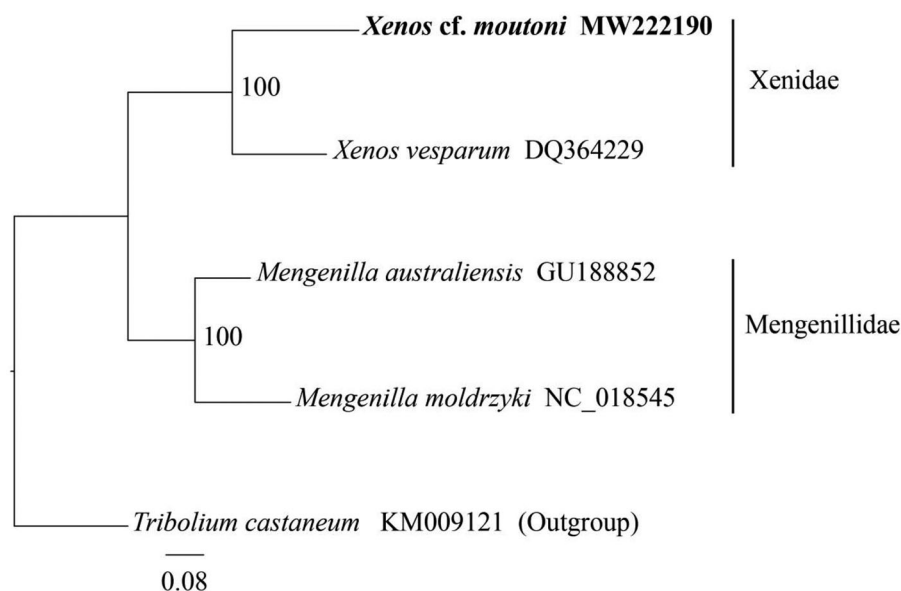 Xenos cf. moutoni MW222190
100
Xenidae
Xenos vesparum DQ364229
Mengenilla australiensis GU188852
100
Mengenillidae
Mengenilla moldrzyki NC_018545
Tribolium castaneum KM009121 (Outgroup)
0.08